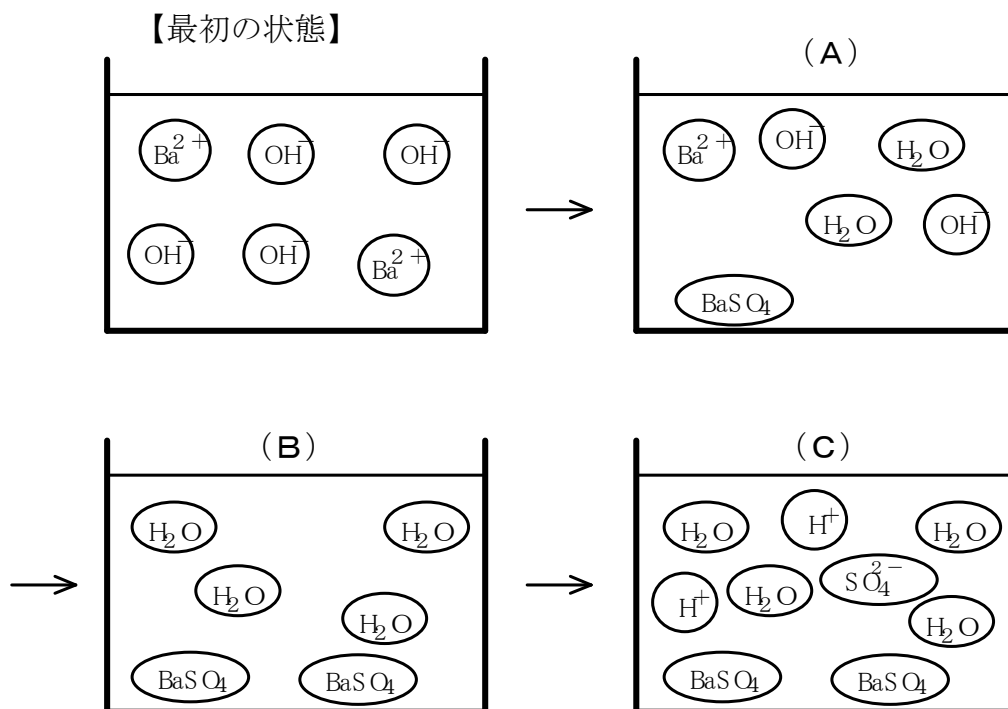 【最初の状態】
(A)
Ba²⁺ OH⁻ OH⁻
OH⁻ OH⁻ Ba²⁺
Ba²⁺ OH⁻ H₂O
H₂O OH⁻
BaSO₄
(B)
H₂O H₂O
H₂O
H₂O
BaSO₄ BaSO₄
(C)
H₂O H⁺ H₂O
H⁺ H₂O SO₄²⁻
H₂O
BaSO₄ BaSO₄